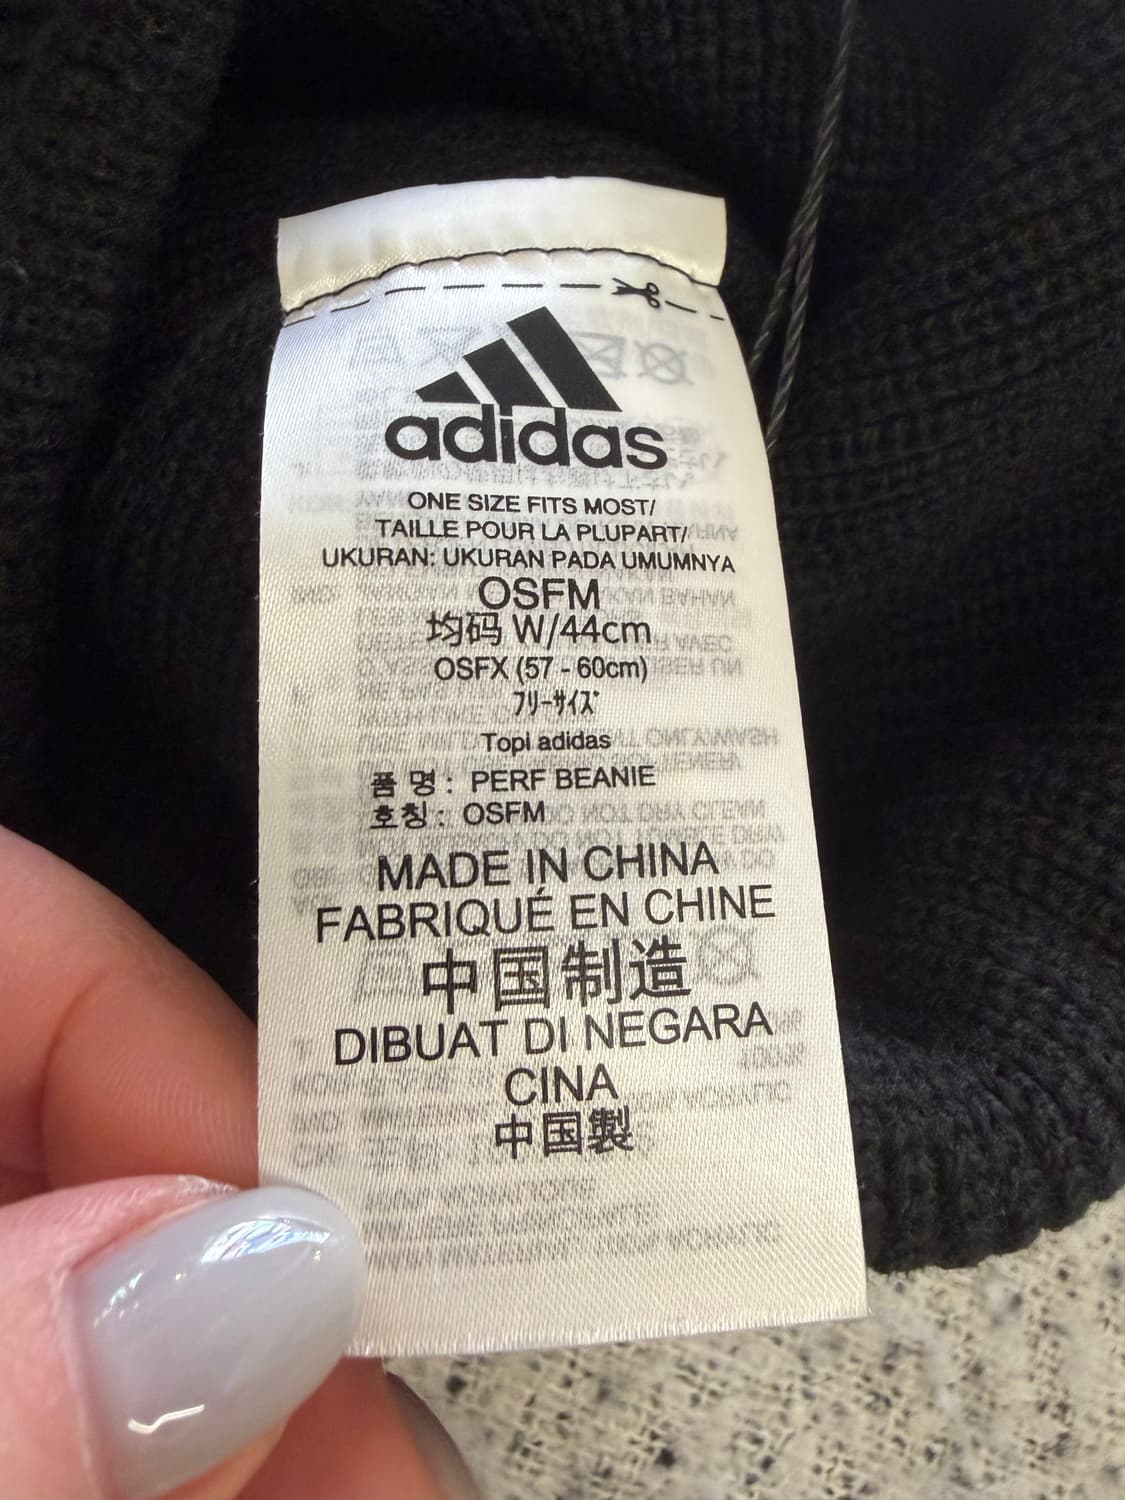 adidas
ONE SIZE FITS MOST/
TAILLE POUR LA PLUPART/
UKURAN: UKURAN PADA UMUMNYA
OSFM
均码 W/44cm
OSFX (57 - 60cm)
フリーサイズ
Topi adidas
품 명 : PERF BEANIE
호칭 : OSFM
MADE IN CHINA
FABRIQUÉ EN CHINE
中国制造
DIBUAT DI NEGARA
CINA
中国製